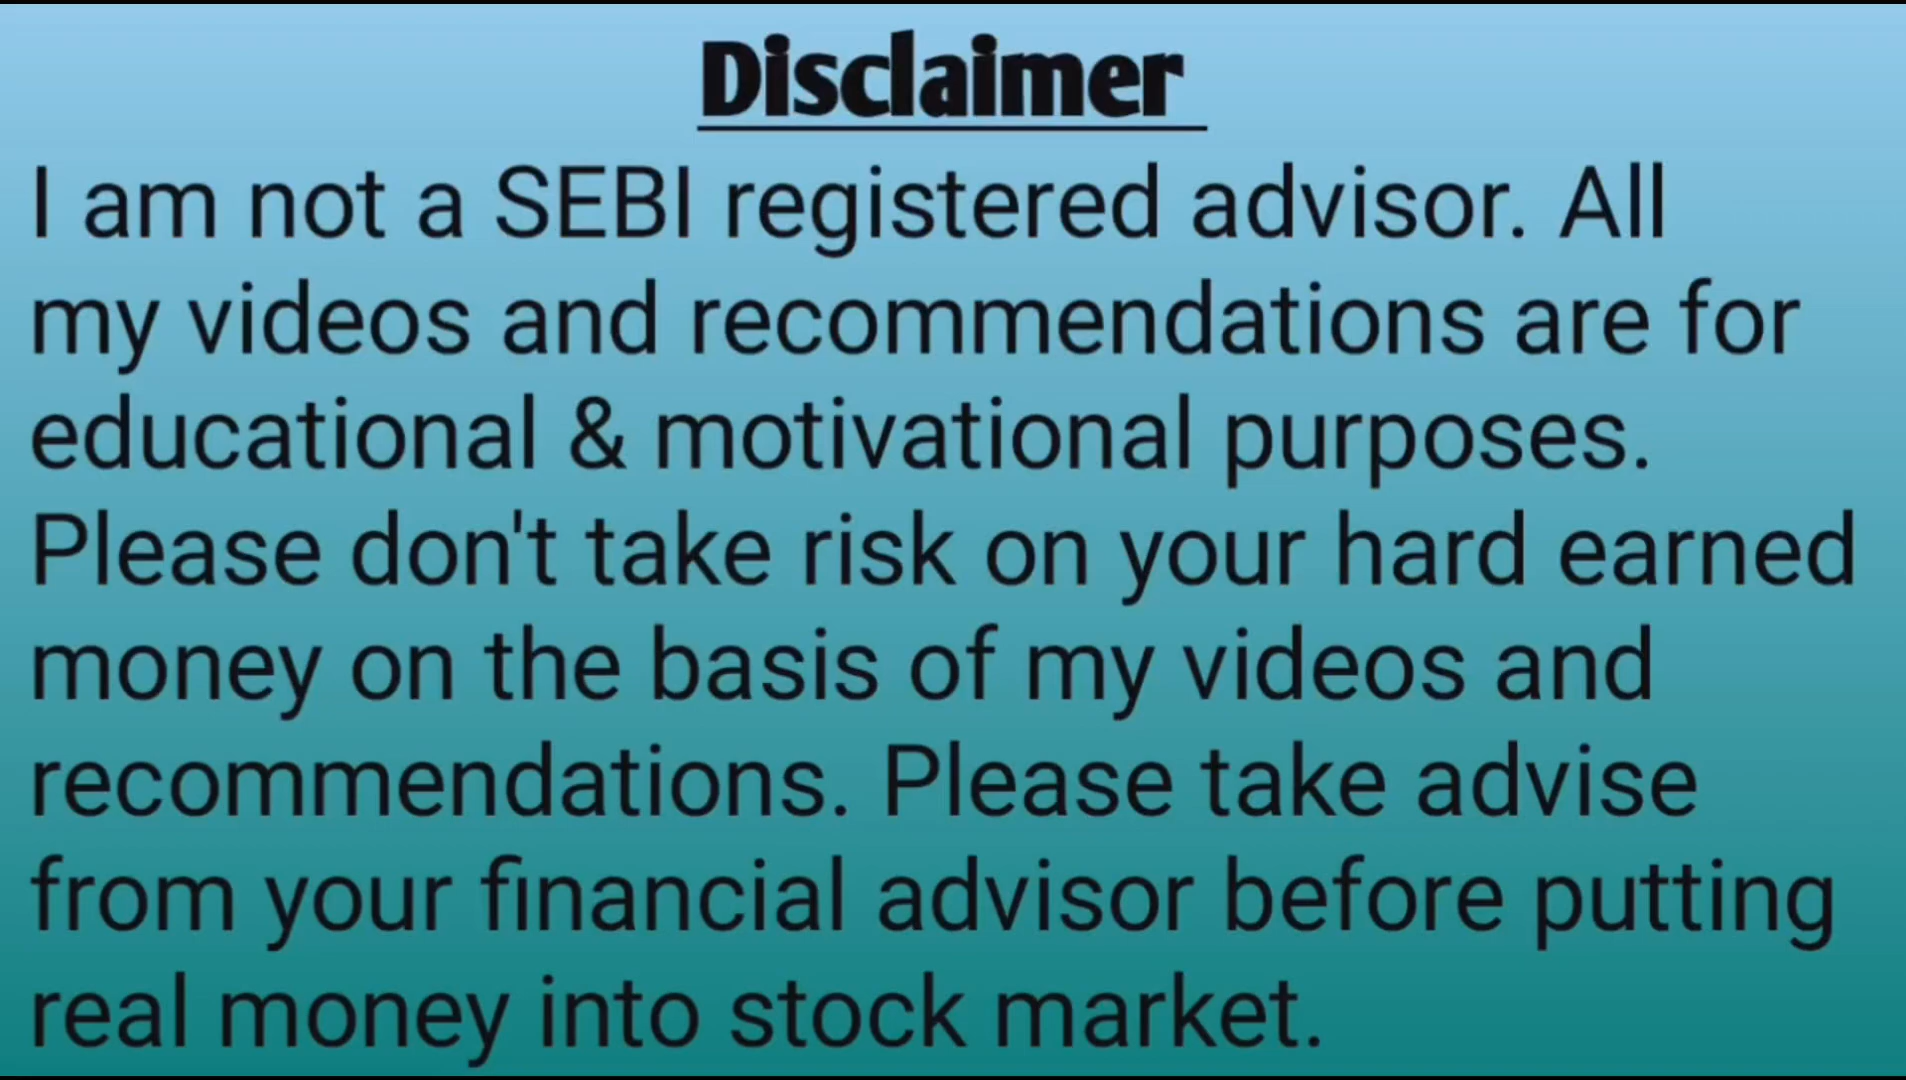 Disclaimer
I am not a SEBI registered advisor. All
my videos and recommendations are for
educational & motivational purposes.
Please don't take risk on your hard earned
money on the basis of my videos and
recommendations. Please take advise
from your financial advisor before putting
real money into stock market.